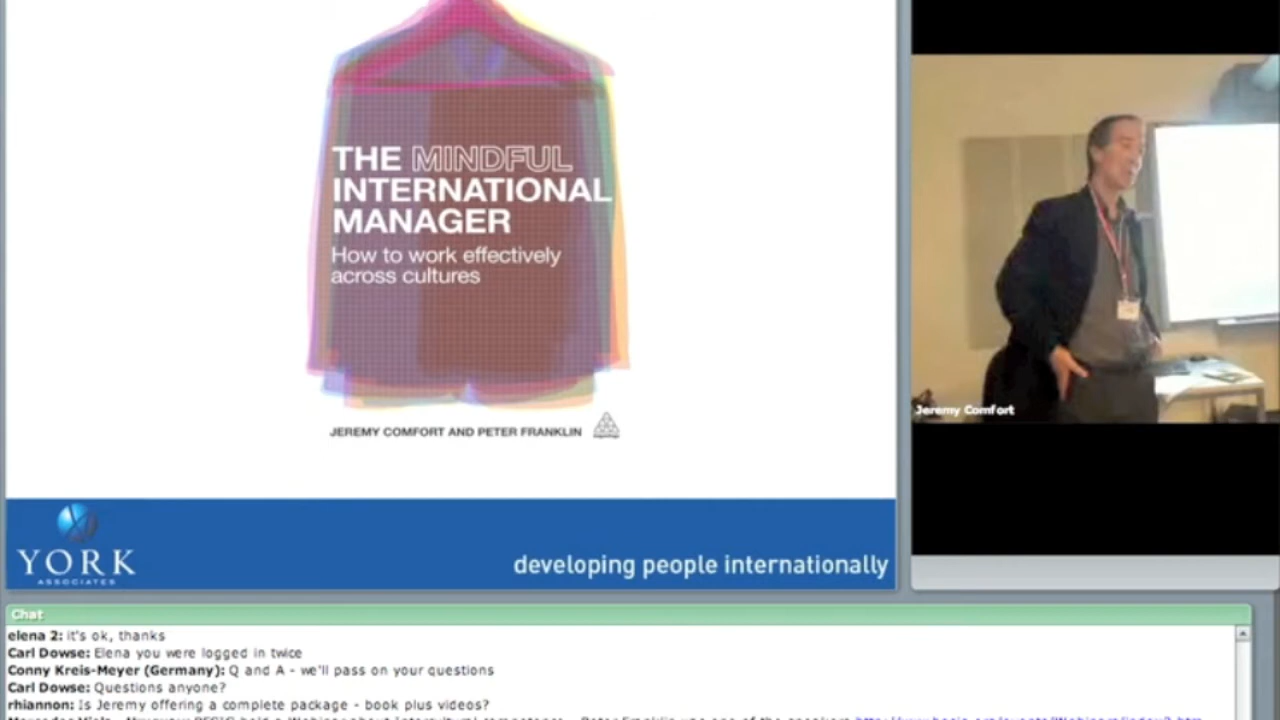 THE MINDFUL
INTERNATIONAL
MANAGER
How to work effectively
across cultures
JEREMY COMFORT AND PETER FRANKLIN
YORK
ASSOCIATES
developing people internationally
Jeremy Comfort
Chat
elena 2: it's ok, thanks
Carl Dowse: Elena you were logged in twice
Conny Kreis-Meyer (Germany): Q and A - we'll pass on your questions
Carl Dowse: Questions anyone?
rhiannon: Is Jeremy offering a complete package - book plus videos?